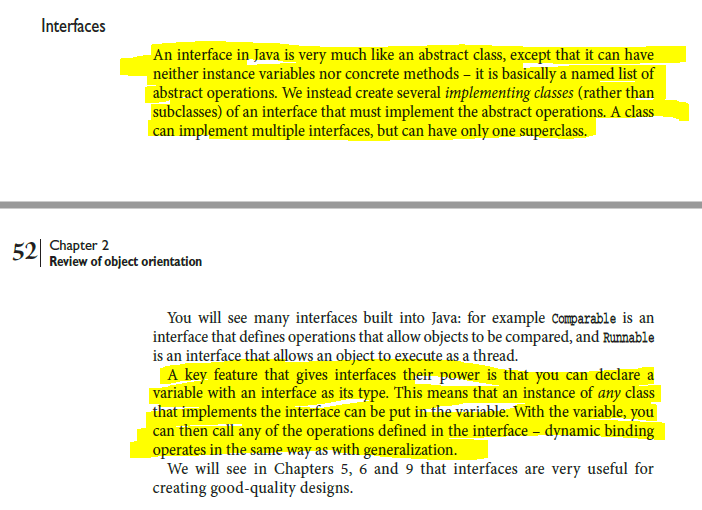 Interfaces
An interface in Java is very much like an abstract class, except that it can have
neither instance variables nor concrete methods – it is basically a named list of
abstract operations. We instead create several implementing classes (rather than
subclasses) of an interface that must implement the abstract operations. A class
can implement multiple interfaces, but can have only one superclass.
52 Chapter 2
Review of object orientation
You will see many interfaces built into Java: for example Comparable is an
interface that defines operations that allow objects to be compared, and Runnable
is an interface that allows an object to execute as a thread.
A key feature that gives interfaces their power is that you can declare a
variable with an interface as its type. This means that an instance of any class
that implements the interface can be put in the variable. With the variable, you
can then call any of the operations defined in the interface – dynamic binding
operates in the same way as with generalization.
We will see in Chapters 5, 6 and 9 that interfaces are very useful for
creating good-quality designs.